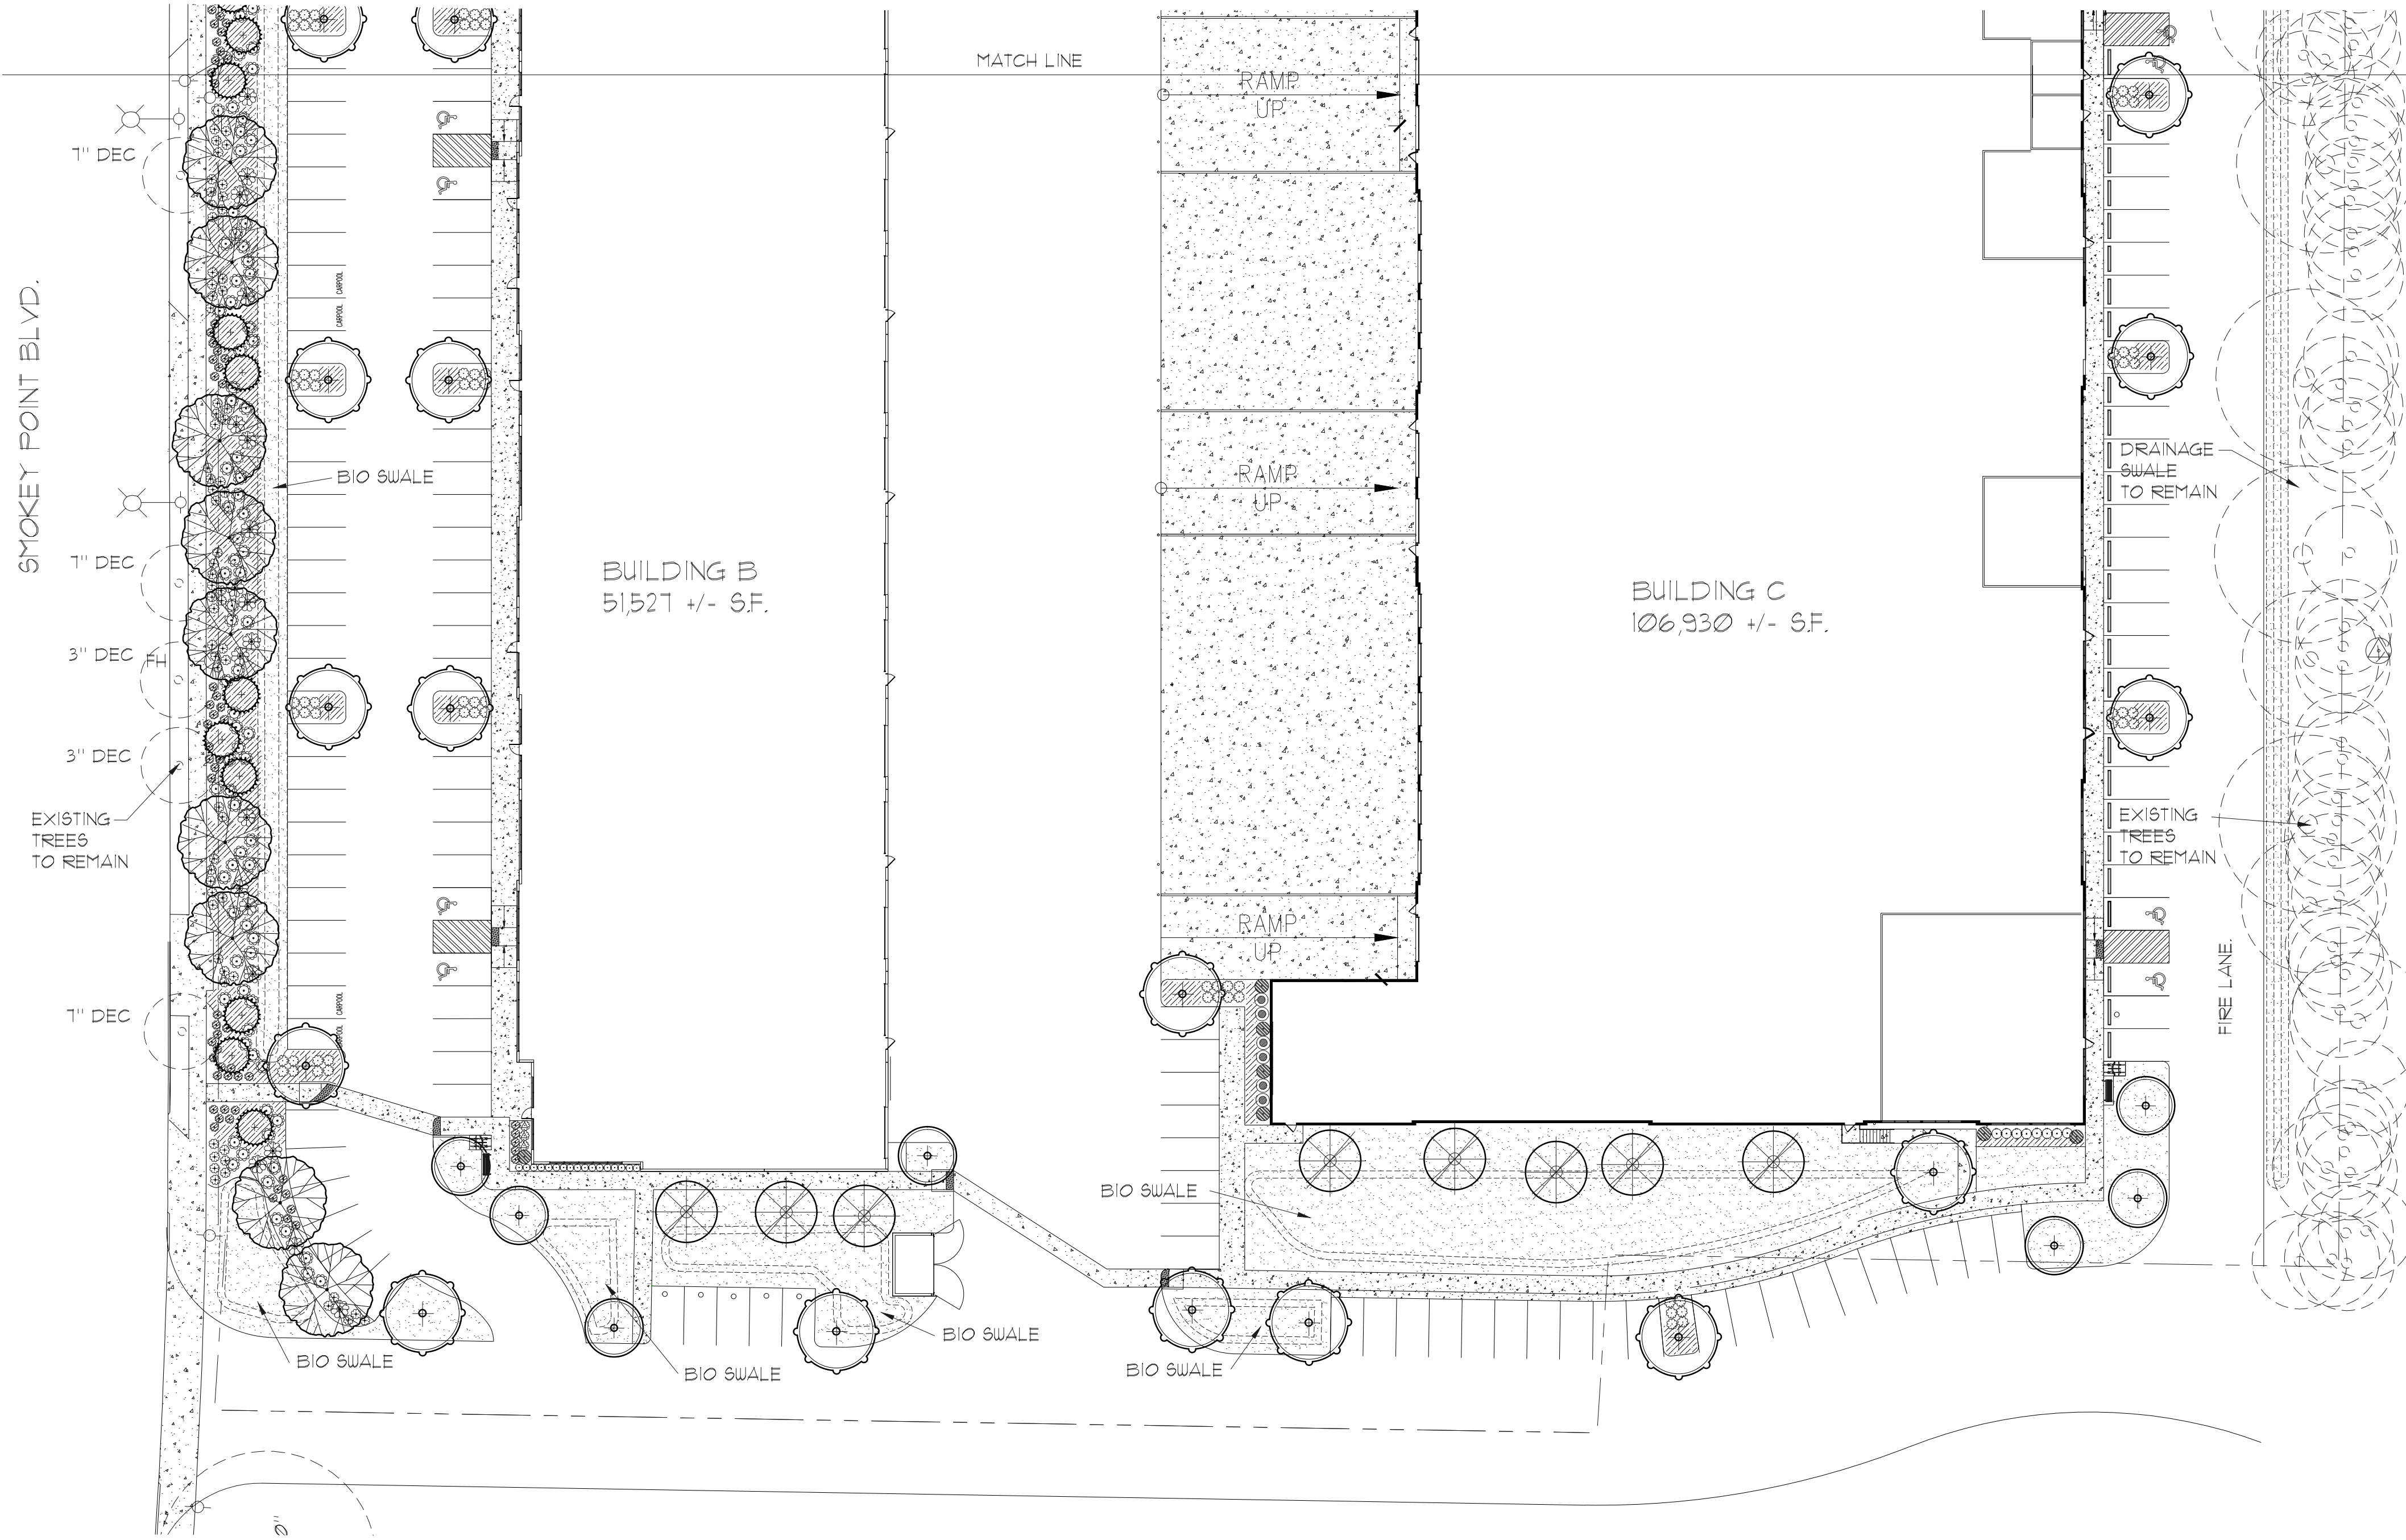 MATCH LINE
RAMP
UP
7" DEC
SMOKEY POINT BLVD.
CARPOOL
CARPOOL
BIO SWALE
RAMP
UP
DRAINAGE
SWALE
TO REMAIN
7" DEC
BUILDING B
51,527 +/- S.F.
BUILDING C
106,930 +/- S.F.
3" DEC
FH
3" DEC
EXISTING
TREES
TO REMAIN
EXISTING
TREES
TO REMAIN
RAMP
UP
FIRE LANE.
7" DEC
CARPOOL
CARPOOL
BIO SWALE
BIO SWALE
BIO SWALE
BIO SWALE
BIO SWALE